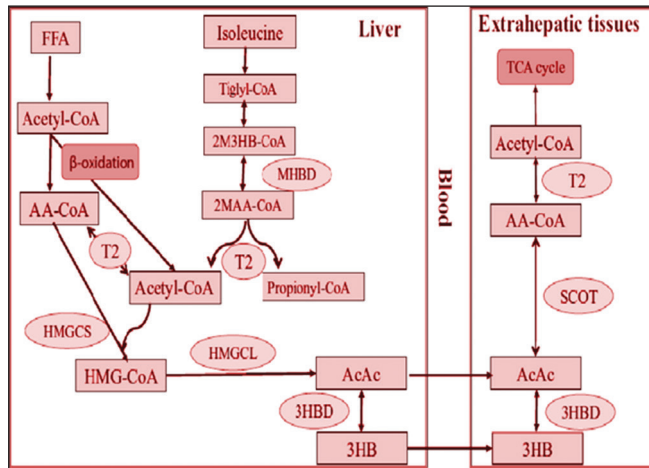 Liver
FFA
Isoleucine
Tiglyl-CoA
Acetyl-CoA
2M3HB-CoA
β-oxidation
MHBD
AA-CoA
2MAA-CoA
T2
T2
Acetyl-CoA
Propionyl-CoA
HMGCS
HMGCL
HMG-CoA
AcAc
3HBD
3HB
Blood
Extrahepatic tissues
TCA cycle
Acetyl-CoA
T2
AA-CoA
SCOT
AcAc
3HBD
3HB